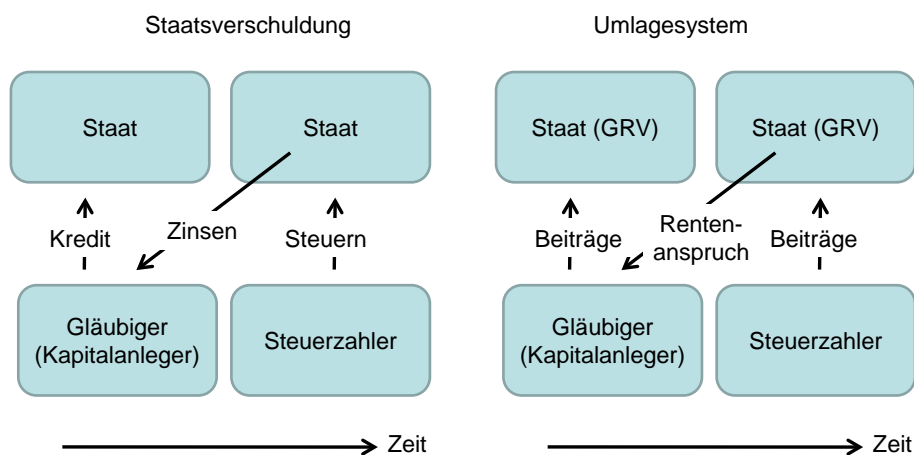 Staatsverschuldung
Umlagesystem
Staat
Staat
Staat (GRV)
Staat (GRV)
Kredit
Zinsen
Steuern
Beiträge
Renten-
anspruch
Beiträge
Gläubiger
(Kapitalanleger)
Steuerzahler
Gläubiger
(Kapitalanleger)
Steuerzahler
Zeit
Zeit